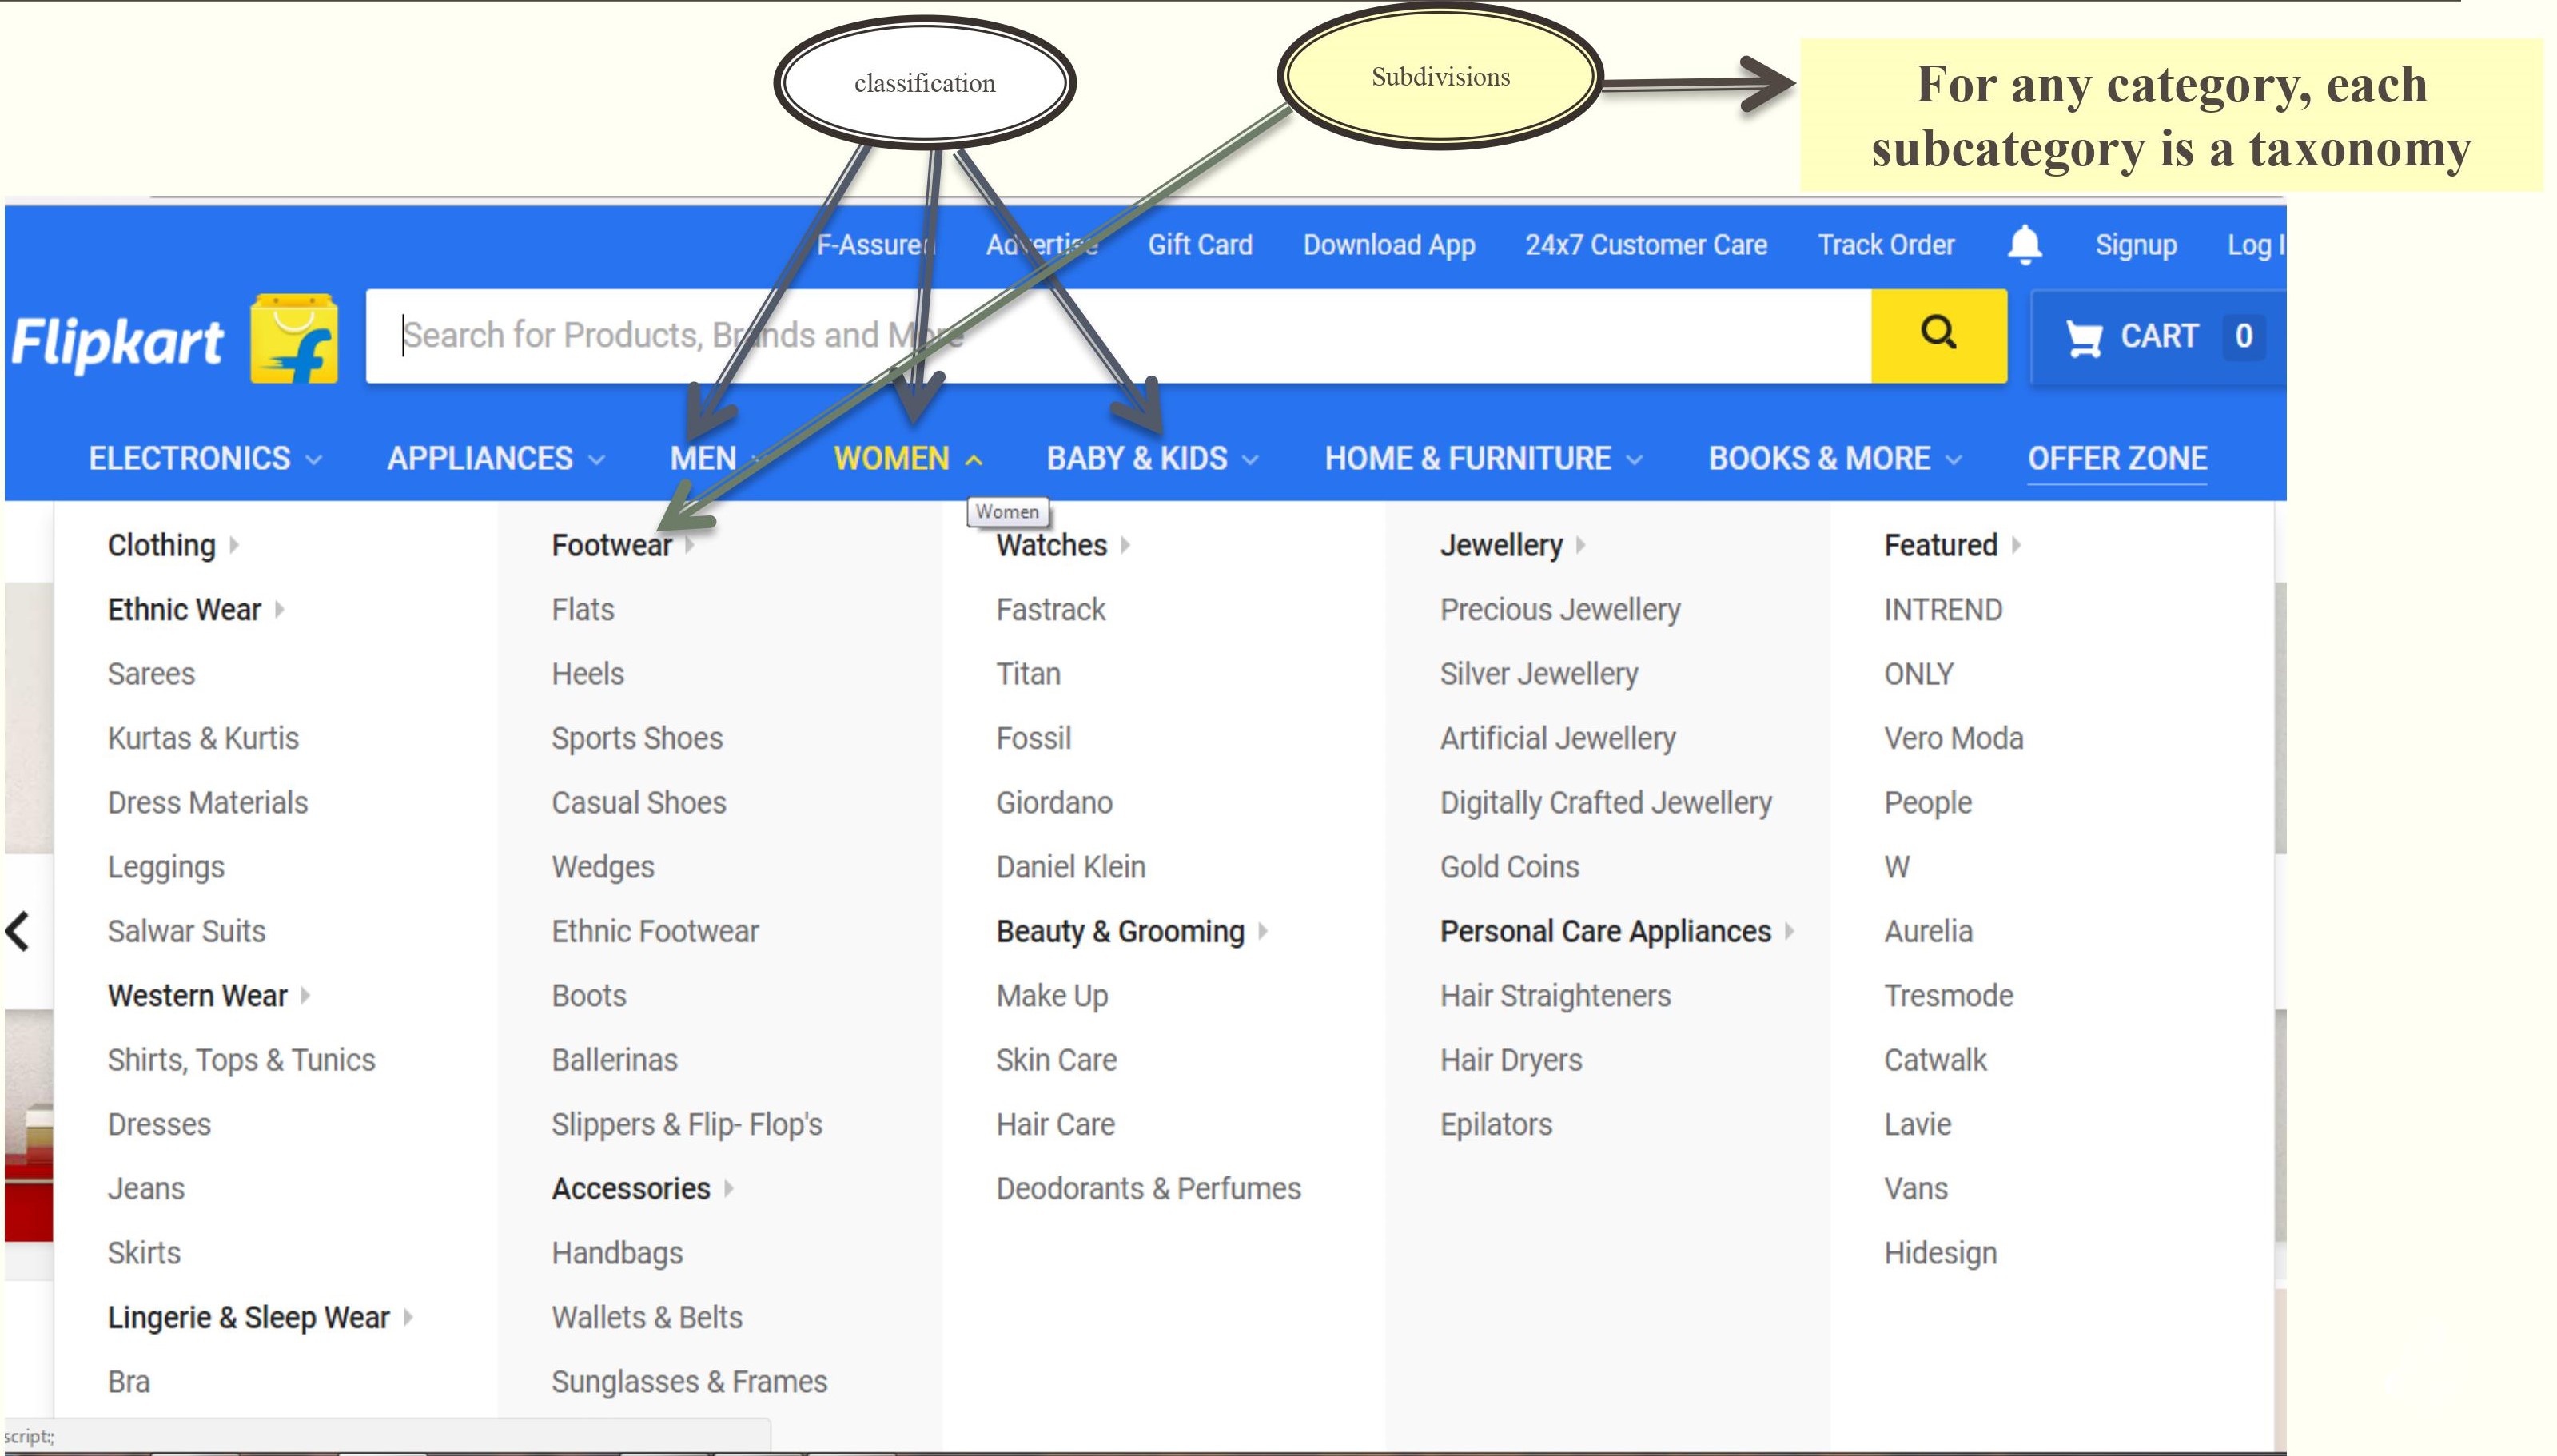 classification
Subdivisions
For any category, each
subcategory is a taxonomy
F-Assured Advertise Gift Card Download App 24x7 Customer Care Track Order Signup Log I
Flipkart
Search for Products, Brands and More
CART 0
ELECTRONICS APPLIANCES MEN WOMEN BABY & KIDS HOME & FURNITURE BOOKS & MORE OFFER ZONE
Women
Clothing
Ethnic Wear
Sarees
Kurtas & Kurtis
Dress Materials
Leggings
Salwar Suits
Western Wear
Shirts, Tops & Tunics
Dresses
Jeans
Skirts
Lingerie & Sleep Wear
Bra
Footwear
Flats
Heels
Sports Shoes
Casual Shoes
Wedges
Ethnic Footwear
Boots
Ballerinas
Slippers & Flip- Flop's
Accessories
Handbags
Wallets & Belts
Sunglasses & Frames
Watches
Fastrack
Titan
Fossil
Giordano
Daniel Klein
Beauty & Grooming
Make Up
Skin Care
Hair Care
Deodorants & Perfumes
Jewellery
Precious Jewellery
Silver Jewellery
Artificial Jewellery
Digitally Crafted Jewellery
Gold Coins
Personal Care Appliances
Hair Straighteners
Hair Dryers
Epilators
Featured
INTREND
ONLY
Vero Moda
People
W
Aurelia
Tresmode
Catwalk
Lavie
Vans
Hidesign
script:;